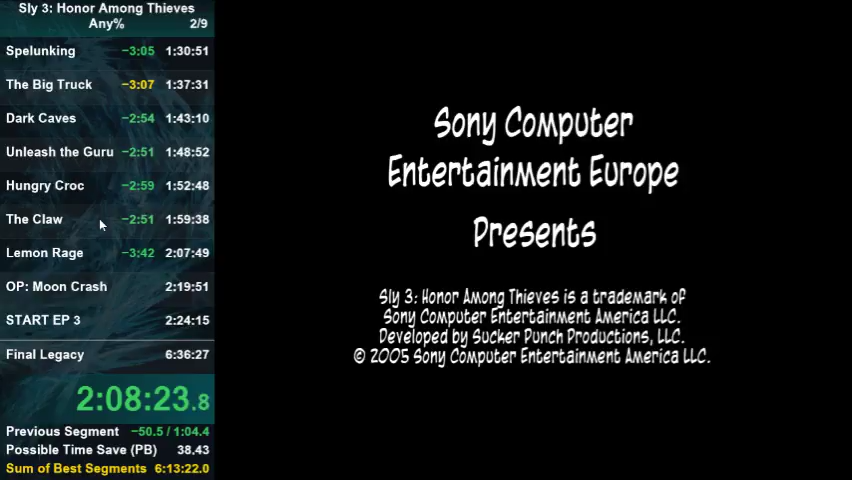 Sly 3: Honor Among Thieves
Any% 2/9
Spelunking −3:05 1:30:51
The Big Truck −3:07 1:37:31
Dark Caves −2:54 1:43:10
Unleash the Guru −2:51 1:48:52
Hungry Croc −2:59 1:52:48
The Claw −2:51 1:59:38
Lemon Rage −3:42 2:07:49
OP: Moon Crash 2:19:51
START EP 3 2:24:15
Final Legacy 6:36:27
2:08:23.8
Previous Segment −50.5 / 1:04.4
Possible Time Save (PB) 38.43
Sum of Best Segments 6:13:22.0
Sony Computer
Entertainment Europe
Presents
Sly 3: Honor Among Thieves is a trademark of
Sony Computer Entertainment America LLC.
Developed by Sucker Punch Productions, LLC.
© 2005 Sony Computer Entertainment America LLC.